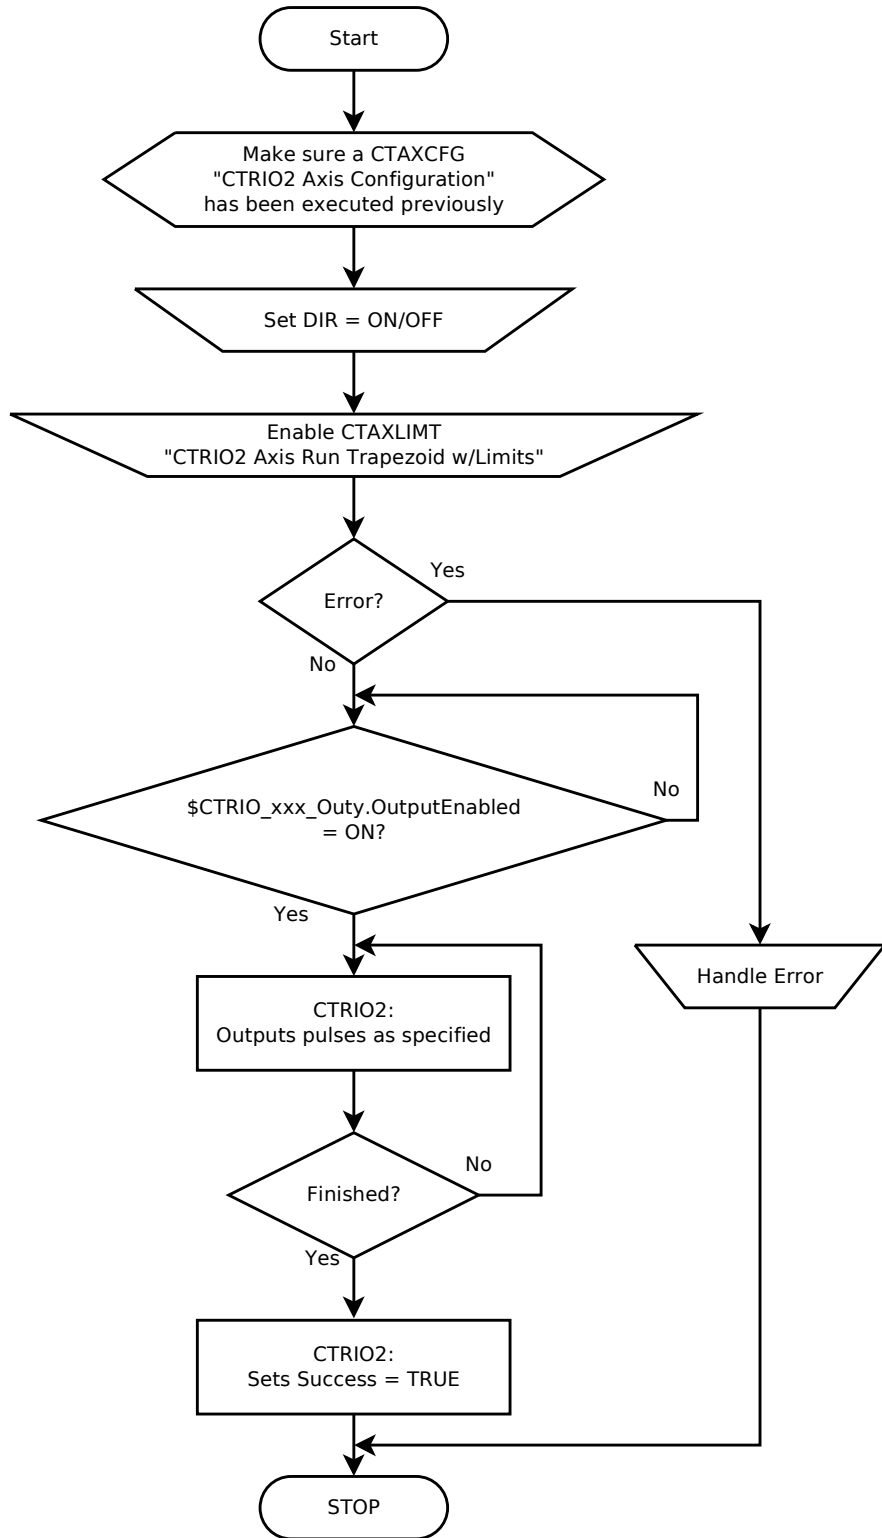 Start
Make sure a CTAXCFG
"CTRIO2 Axis Configuration"
has been executed previously
Set DIR = ON/OFF
Enable CTAXLIMT
"CTRIO2 Axis Run Trapezoid w/Limits"
Yes
Error?
No
No
$CTRIO_xxx_Outy.OutputEnabled
= ON?
Yes
Handle Error
CTRIO2:
Outputs pulses as specified
No
Finished?
Yes
CTRIO2:
Sets Success = TRUE
STOP